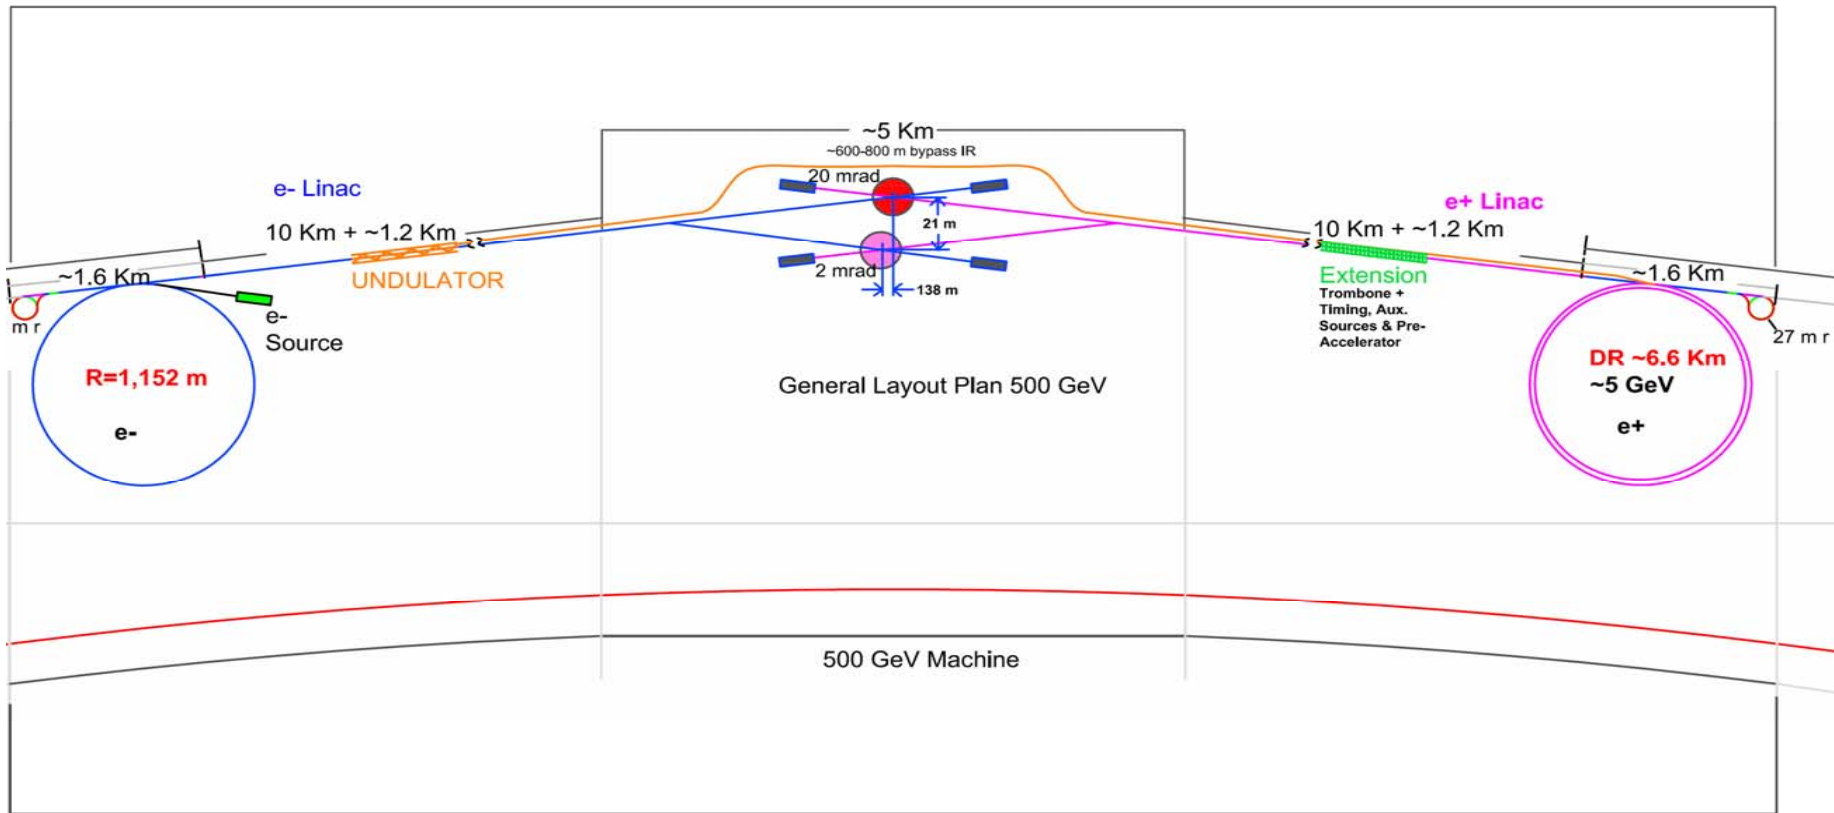 ~5 Km
~600-800 m bypass IR
20 mrad
e- Linac
e+ Linac
21 m
10 Km + ~1.2 Km
10 Km + ~1.2 Km
~1.6 Km
UNDULATOR
2 mrad
Extension
~1.6 Km
138 m
Trombone +
Timing, Aux.
Sources & Pre-
Accelerator
m r
e-
Source
27 m r
R=1,152 m
e-
General Layout Plan 500 GeV
DR ~6.6 Km
~5 GeV
e+
500 GeV Machine